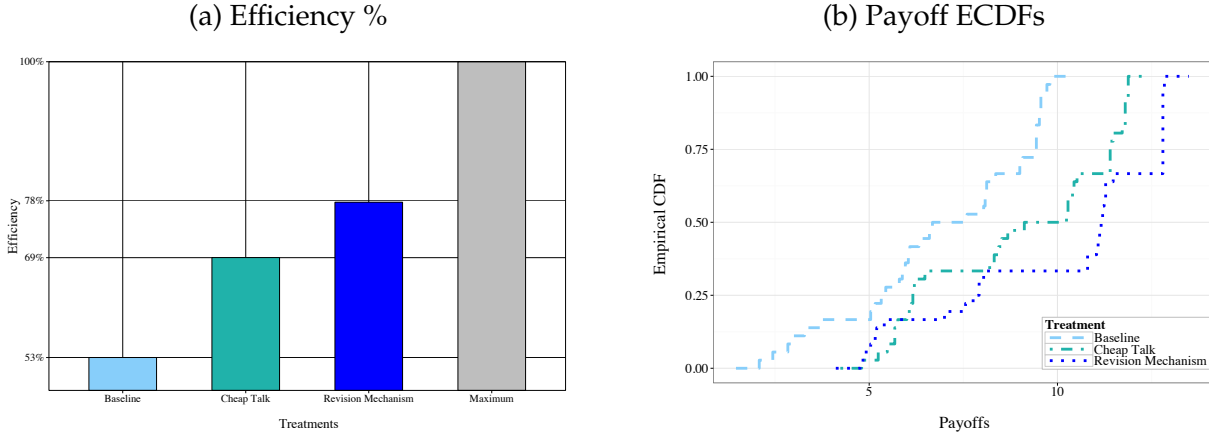 (a) Efficiency %
100%
78%
69%
53%
Efficiency
Baseline
Cheap Talk
Revision Mechanism
Maximum
Treatments
(b) Payoff ECDFs
1.00
0.75
0.50
0.25
0.00
Empirical CDF
Treatment
Baseline
Cheap Talk
Revision Mechanism
5
10
Payoffs